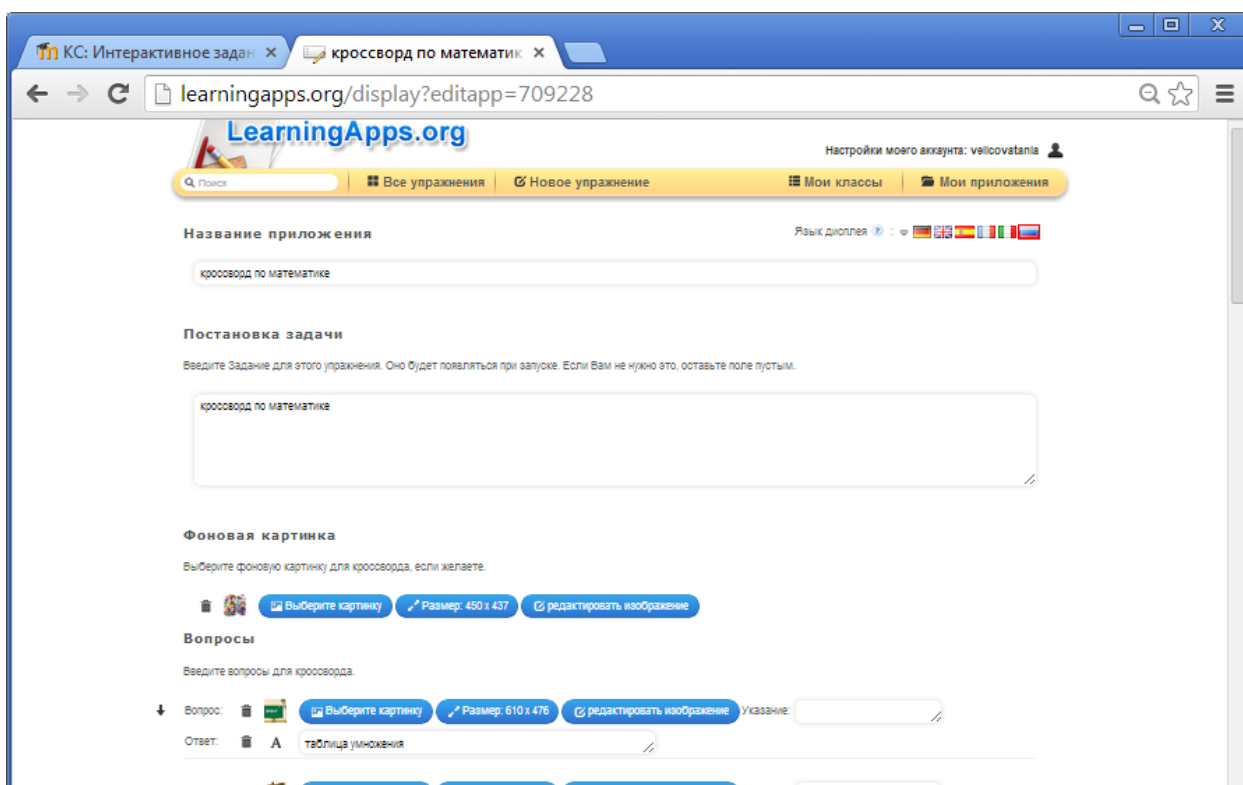 КС: Интерактивное задан
кроссворд по математик
learningapps.org/display?editapp=709228
LearningApps.org
Настройки моего аккаунта: velicovatania
Поиск Все упражнения Новое упражнение Мои классы Мои приложения
Название приложения Язык дисплея ? :
кроссворд по математике
Постановка задачи
Введите Задание для этого упражнения. Оно будет появляться при запуске. Если Вам не нужно это, оставьте поле пустым.
кроссворд по математике
Фоновая картинка
Выберите фоновую картинку для кроссворда, если желаете.
Выберите картинку Размер: 450 x 437 редактировать изображение
Вопросы
Введите вопросы для кроссворда.
Вопрос: Выберите картинку Размер: 610 x 476 редактировать изображение Указание:
Ответ: A таблица умножения